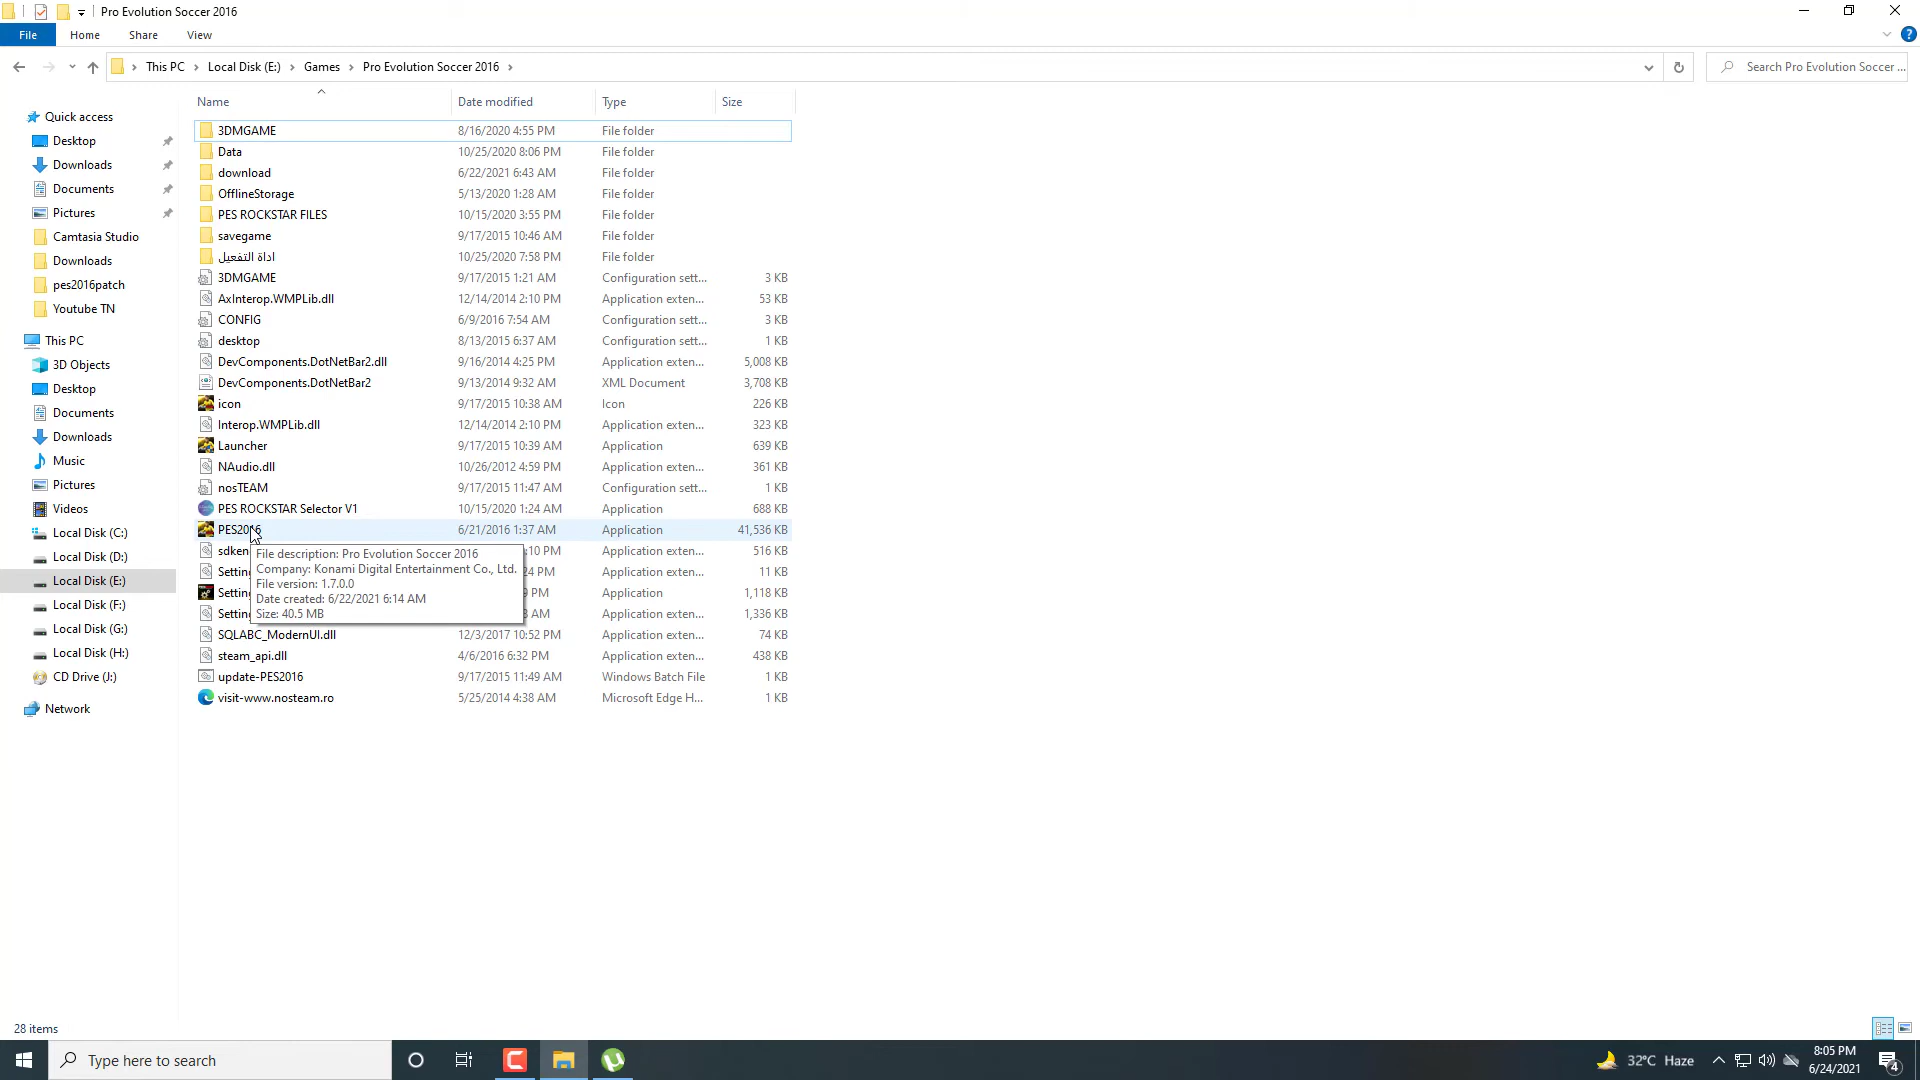 Pro Evolution Soccer 2016
File
Home
Share
View
This PC
Local Disk (E:)
Games
Pro Evolution Soccer 2016
Search Pro Evolution Soccer ...
Name
Date modified
Type
Size
Quick access
Desktop
Downloads
Documents
Pictures
Camtasia Studio
Downloads
pes2016patch
Youtube TN
This PC
3D Objects
Desktop
Documents
Downloads
Music
Pictures
Videos
Local Disk (C:)
Local Disk (D:)
Local Disk (E:)
Local Disk (F:)
Local Disk (G:)
Local Disk (H:)
CD Drive (J:)
Network
3DMGAME 8/16/2020 4:55 PM File folder
Data 10/25/2020 8:06 PM File folder
download 6/22/2021 6:43 AM File folder
OfflineStorage 5/13/2020 1:28 AM File folder
PES ROCKSTAR FILES 10/15/2020 3:55 PM File folder
savegame 9/17/2015 10:46 AM File folder
اداة التفعيل 10/25/2020 7:58 PM File folder
3DMGAME 9/17/2015 1:21 AM Configuration sett... 3 KB
AxInterop.WMPLib.dll 12/14/2014 2:10 PM Application exten... 53 KB
CONFIG 6/9/2016 7:54 AM Configuration sett... 3 KB
desktop 8/13/2015 6:37 AM Configuration sett... 1 KB
DevComponents.DotNetBar2.dll 9/16/2014 4:25 PM Application exten... 5,008 KB
DevComponents.DotNetBar2 9/13/2014 9:32 AM XML Document 3,708 KB
icon 9/17/2015 10:38 AM Icon 226 KB
Interop.WMPLib.dll 12/14/2014 2:10 PM Application exten... 323 KB
Launcher 9/17/2015 10:39 AM Application 639 KB
NAudio.dll 10/26/2012 4:59 PM Application exten... 361 KB
nosTEAM 9/17/2015 11:47 AM Configuration sett... 1 KB
PES ROCKSTAR Selector V1 10/15/2020 1:24 AM Application 688 KB
PES2016 6/21/2016 1:37 AM Application 41,536 KB
sdken :10 PM Application exten... 516 KB
Setting 24 PM Application exten... 11 KB
Setting 9 PM Application 1,118 KB
Setting 8 AM Application exten... 1,336 KB
File description: Pro Evolution Soccer 2016
Company: Konami Digital Entertainment Co., Ltd.
File version: 1.7.0.0
Date created: 6/22/2021 6:14 AM
Size: 40.5 MB
SQLABC_ModernUI.dll 12/3/2017 10:52 PM Application exten... 74 KB
steam_api.dll 4/6/2016 6:32 PM Application exten... 438 KB
update-PES2016 9/17/2015 11:49 AM Windows Batch File 1 KB
visit-www.nosteam.ro 5/25/2014 4:38 AM Microsoft Edge H... 1 KB
28 items
Type here to search
32°C Haze
8:05 PM
6/24/2021
4